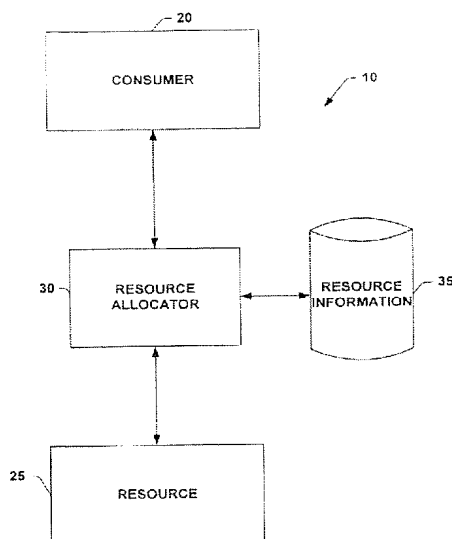 20
CONSUMER
10
30
RESOURCE
ALLOCATOR
RESOURCE
INFORMATION
35
25
RESOURCE